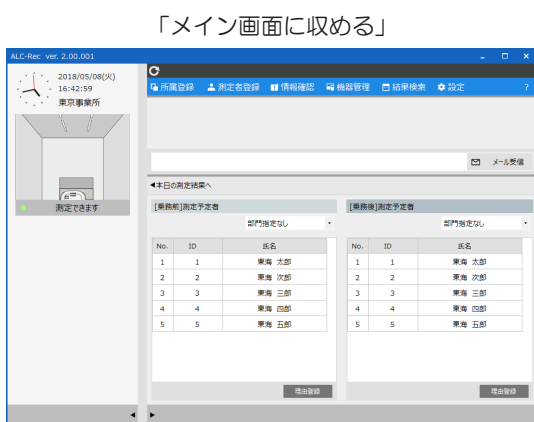 「メイン画面に収める」
ALC-Rec ver. 2.00.001
2018/05/08(火)
16:42:59
東京事業所
測定できます
所属登録 測定者登録 情報確認 機器管理 結果検索 設定 ?
メール受信
◀本日の測定結果へ
[乗務前]測定予定者
部門指定なし
No. ID 氏名
1 1 東海 太郎
2 2 東海 次郎
3 3 東海 三郎
4 4 東海 四郎
5 5 東海 五郎
理由登録
[乗務後]測定予定者
部門指定なし
No. ID 氏名
1 1 東海 太郎
2 2 東海 次郎
3 3 東海 三郎
4 4 東海 四郎
5 5 東海 五郎
理由登録